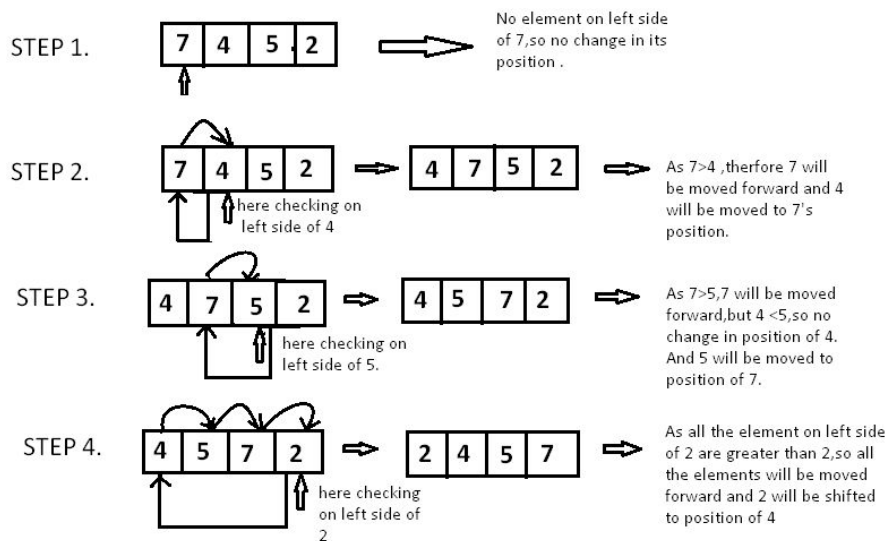 STEP 1.
7 4 5 2
No element on left side
of 7,so no change in its
position .
STEP 2.
7 4 5 2
here checking on
left side of 4
4 7 5 2
As 7>4 ,therfore 7 will
be moved forward and 4
will be moved to 7's
position.
STEP 3.
4 7 5 2
here checking on
left side of 5.
4 5 7 2
As 7>5,7 will be moved
forward,but 4 <5,so no
change in position of 4.
And 5 will be moved to
position of 7.
STEP 4.
4 5 7 2
here checking
on left side of
2
2 4 5 7
As all the element on left side
of 2 are greater than 2,so all
the elements will be moved
forward and 2 will be shifted
to position of 4